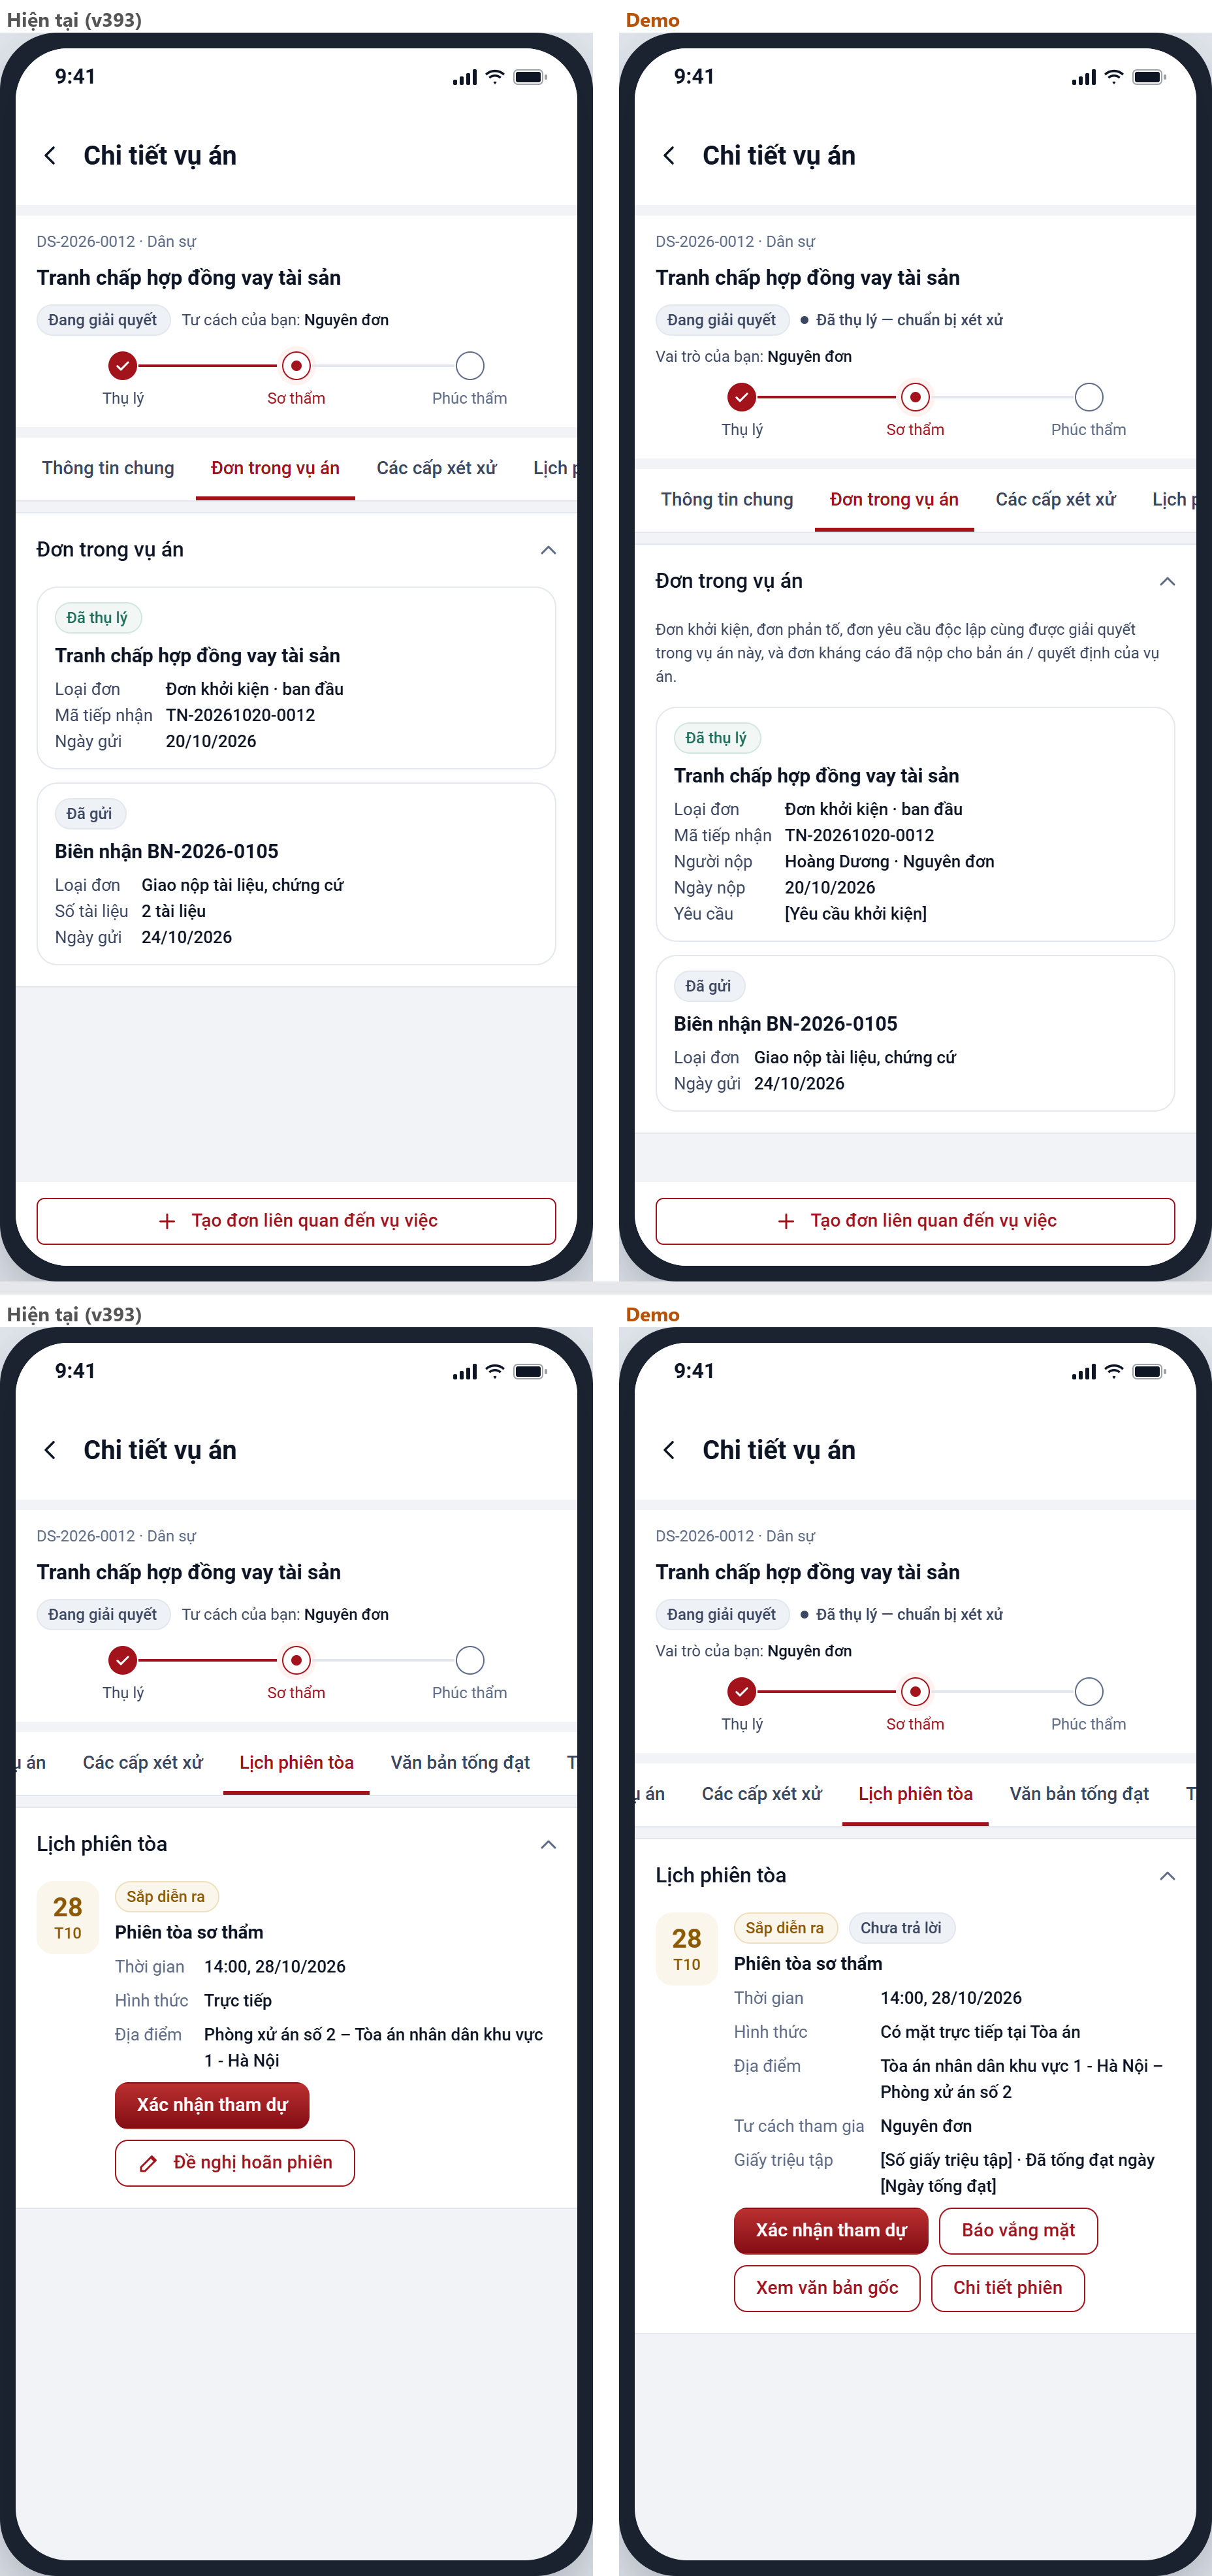 Hiện tại (v393)
9:41
Chi tiết vụ án
DS-2026-0012 · Dân sự
Tranh chấp hợp đồng vay tài sản
Đang giải quyết Tư cách của bạn: Nguyên đơn
Thụ lý Sơ thẩm Phúc thẩm
Thông tin chung Đơn trong vụ án Các cấp xét xử Lịch p
Đơn trong vụ án
Đã thụ lý
Tranh chấp hợp đồng vay tài sản
Loại đơn Đơn khởi kiện · ban đầu
Mã tiếp nhận TN-20261020-0012
Ngày gửi 20/10/2026
Đã gửi
Biên nhận BN-2026-0105
Loại đơn Giao nộp tài liệu, chứng cứ
Số tài liệu 2 tài liệu
Ngày gửi 24/10/2026
Tạo đơn liên quan đến vụ việc
Demo
9:41
Chi tiết vụ án
DS-2026-0012 · Dân sự
Tranh chấp hợp đồng vay tài sản
Đang giải quyết • Đã thụ lý — chuẩn bị xét xử
Vai trò của bạn: Nguyên đơn
Thụ lý Sơ thẩm Phúc thẩm
Thông tin chung Đơn trong vụ án Các cấp xét xử Lịch p
Đơn trong vụ án
Đơn khởi kiện, đơn phản tố, đơn yêu cầu độc lập cùng được giải quyết
trong vụ án này, và đơn kháng cáo đã nộp cho bản án / quyết định của vụ
án.
Đã thụ lý
Tranh chấp hợp đồng vay tài sản
Loại đơn Đơn khởi kiện · ban đầu
Mã tiếp nhận TN-20261020-0012
Người nộp Hoàng Dương · Nguyên đơn
Ngày nộp 20/10/2026
Yêu cầu [Yêu cầu khởi kiện]
Đã gửi
Biên nhận BN-2026-0105
Loại đơn Giao nộp tài liệu, chứng cứ
Ngày gửi 24/10/2026
Tạo đơn liên quan đến vụ việc
Hiện tại (v393)
9:41
Chi tiết vụ án
DS-2026-0012 · Dân sự
Tranh chấp hợp đồng vay tài sản
Đang giải quyết Tư cách của bạn: Nguyên đơn
Thụ lý Sơ thẩm Phúc thẩm
ụ án Các cấp xét xử Lịch phiên tòa Văn bản tống đạt T
Lịch phiên tòa
28
T10
Sắp diễn ra
Phiên tòa sơ thẩm
Thời gian 14:00, 28/10/2026
Hình thức Trực tiếp
Địa điểm Phòng xử án số 2 – Tòa án nhân dân khu vực
1 - Hà Nội
Xác nhận tham dự
Đề nghị hoãn phiên
Demo
9:41
Chi tiết vụ án
DS-2026-0012 · Dân sự
Tranh chấp hợp đồng vay tài sản
Đang giải quyết • Đã thụ lý — chuẩn bị xét xử
Vai trò của bạn: Nguyên đơn
Thụ lý Sơ thẩm Phúc thẩm
ụ án Các cấp xét xử Lịch phiên tòa Văn bản tống đạt T
Lịch phiên tòa
28
T10
Sắp diễn ra Chưa trả lời
Phiên tòa sơ thẩm
Thời gian 14:00, 28/10/2026
Hình thức Có mặt trực tiếp tại Tòa án
Địa điểm Tòa án nhân dân khu vực 1 - Hà Nội –
Phòng xử án số 2
Tư cách tham gia Nguyên đơn
Giấy triệu tập [Số giấy triệu tập] · Đã tống đạt ngày
[Ngày tống đạt]
Xác nhận tham dự Báo vắng mặt
Xem văn bản gốc Chi tiết phiên